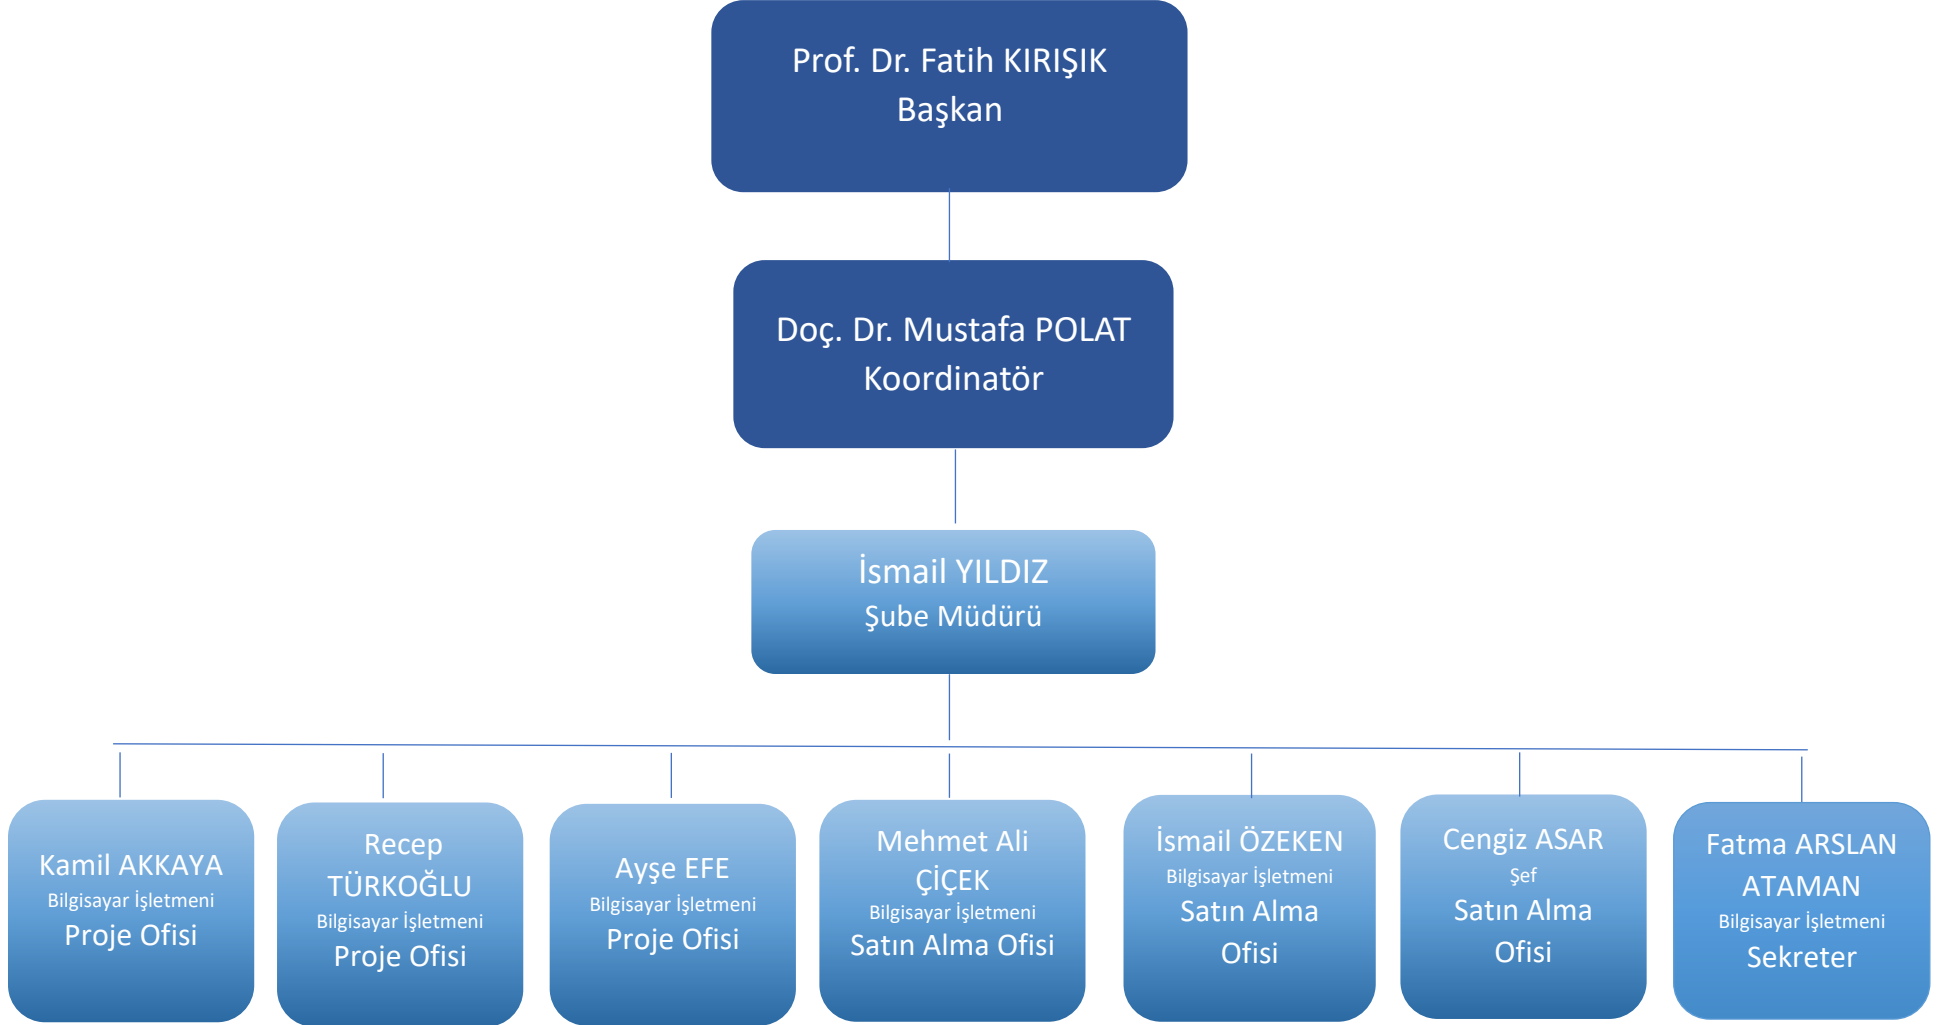 Prof. Dr. Fatih KIRIŞIK
Başkan
Doç. Dr. Mustafa POLAT
Koordinatör
İsmail YILDIZ
Şube Müdürü
Kamil AKKAYA
Bilgisayar İşletmeni
Proje Ofisi
Recep
TÜRKOĞLU
Bilgisayar İşletmeni
Proje Ofisi
Ayşe EFE
Bilgisayar İşletmeni
Proje Ofisi
Mehmet Ali
ÇİÇEK
Bilgisayar İşletmeni
Satın Alma Ofisi
İsmail ÖZEKEN
Bilgisayar İşletmeni
Satın Alma
Ofisi
Cengiz ASAR
Şef
Satın Alma
Ofisi
Fatma ARSLAN
ATAMAN
Bilgisayar İşletmeni
Sekreter